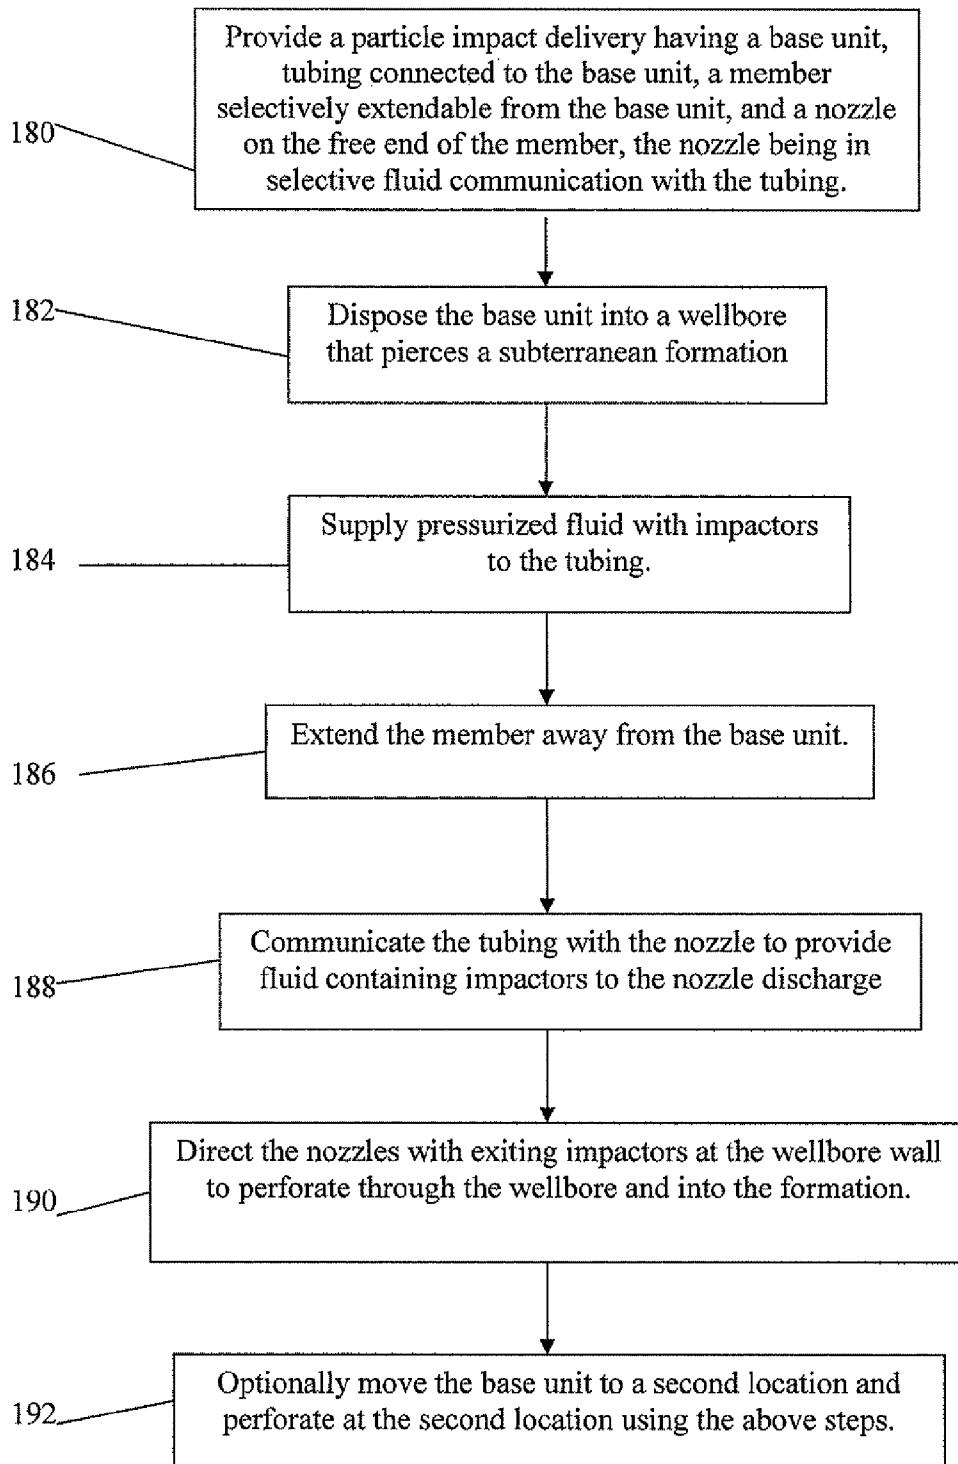 Provide a particle impact delivery having a base unit,
tubing connected to the base unit, a member
selectively extendable from the base unit, and a nozzle
on the free end of the member, the nozzle being in
selective fluid communication with the tubing.
180
Dispose the base unit into a wellbore
that pierces a subterranean formation
182
Supply pressurized fluid with impactors
to the tubing.
184
Extend the member away from the base unit.
186
Communicate the tubing with the nozzle to provide
fluid containing impactors to the nozzle discharge
188
Direct the nozzles with exiting impactors at the wellbore wall
to perforate through the wellbore and into the formation.
190
Optionally move the base unit to a second location and
perforate at the second location using the above steps.
192